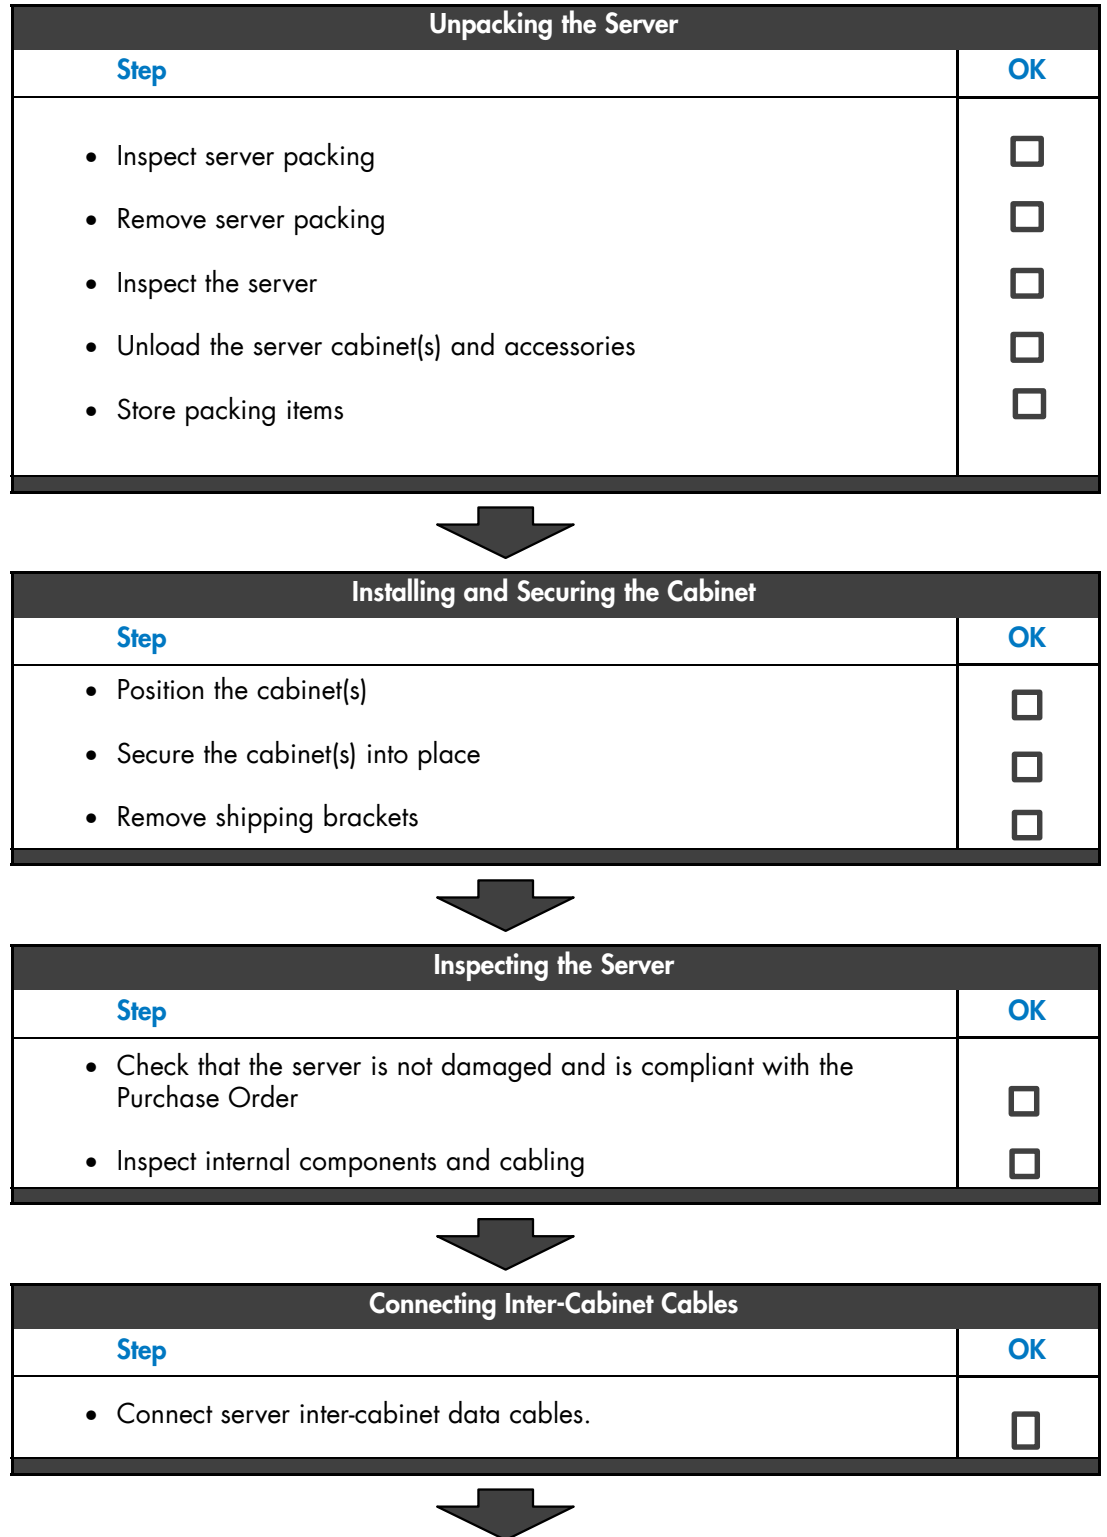 Unpacking the Server
Step OK
• Inspect server packing
• Remove server packing
• Inspect the server
• Unload the server cabinet(s) and accessories
• Store packing items
Installing and Securing the Cabinet
Step OK
• Position the cabinet(s)
• Secure the cabinet(s) into place
• Remove shipping brackets
Inspecting the Server
Step OK
• Check that the server is not damaged and is compliant with the
Purchase Order
• Inspect internal components and cabling
Connecting Inter-Cabinet Cables
Step OK
• Connect server inter-cabinet data cables.